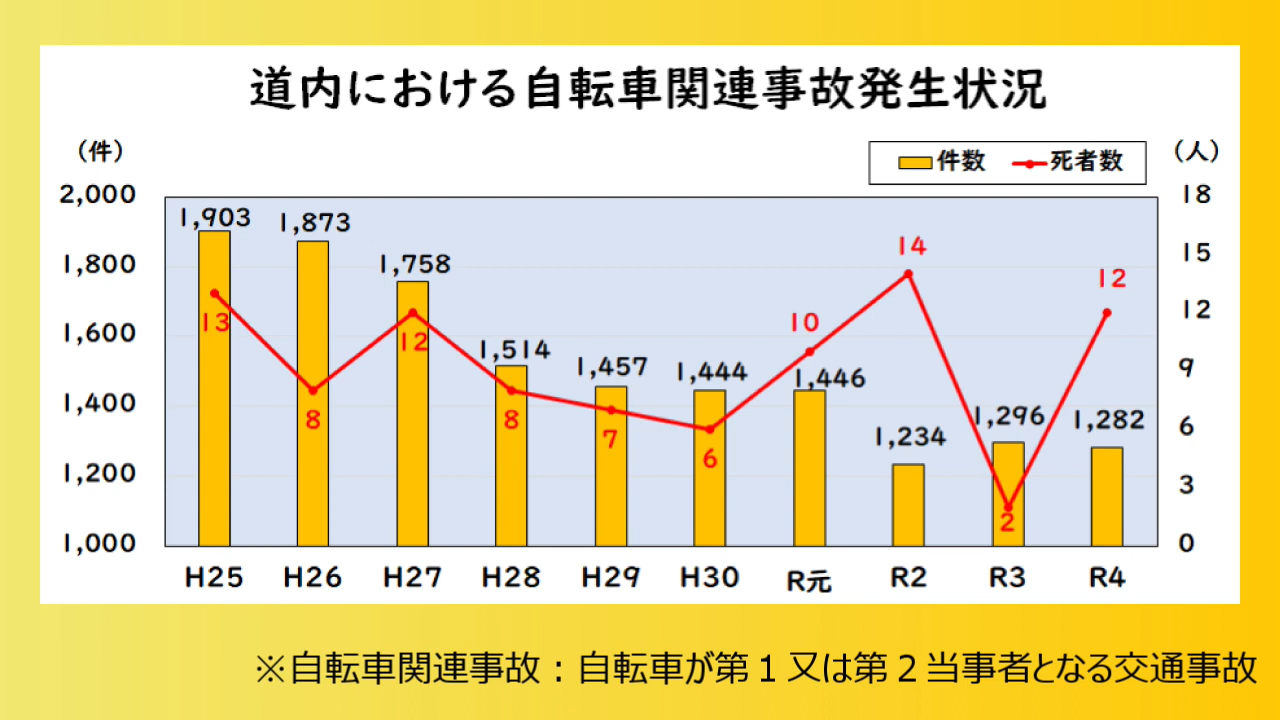 道内における自転車関連事故発生状況
（件）
（人）
件数 死者数
2,000
1,800
1,600
1,400
1,200
1,000
18
15
12
9
6
3
0
1,903 1,873 1,758 1,514 1,457 1,444 1,446 1,234 1,296 1,282
13 8 12 8 7 6 10 14 2 12
H25 H26 H27 H28 H29 H30 R元 R2 R3 R4
※自転車関連事故：自転車が第１又は第２当事者となる交通事故